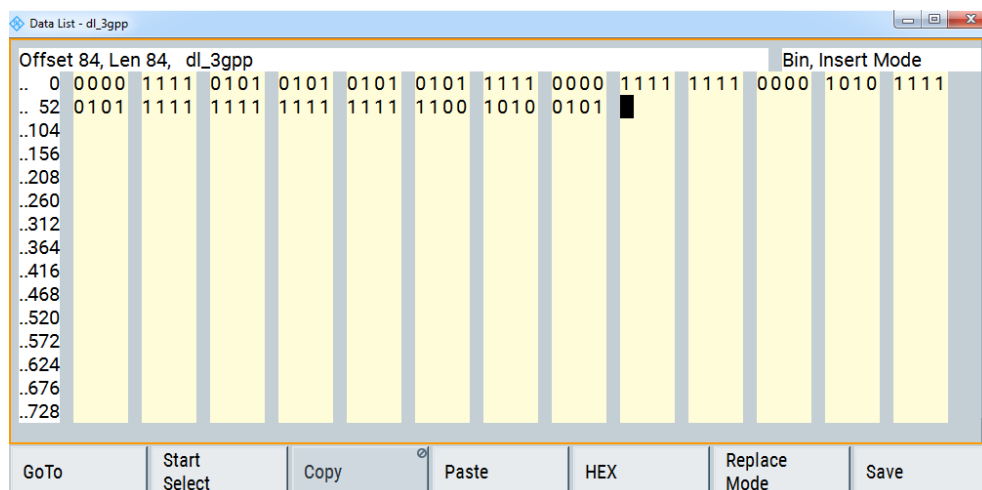 Data List - dl_3gpp
Offset 84, Len 84, dl_3gpp Bin, Insert Mode
.. 0 0000 1111 0101 0101 0101 0101 1111 0000 1111 1111 0000 1010 1111
.. 52 0101 1111 1111 1111 1111 1100 1010 0101
..104
..156
..208
..260
..312
..364
..416
..468
..520
..572
..624
..676
..728
GoTo Start Select Copy Paste HEX Replace Mode Save